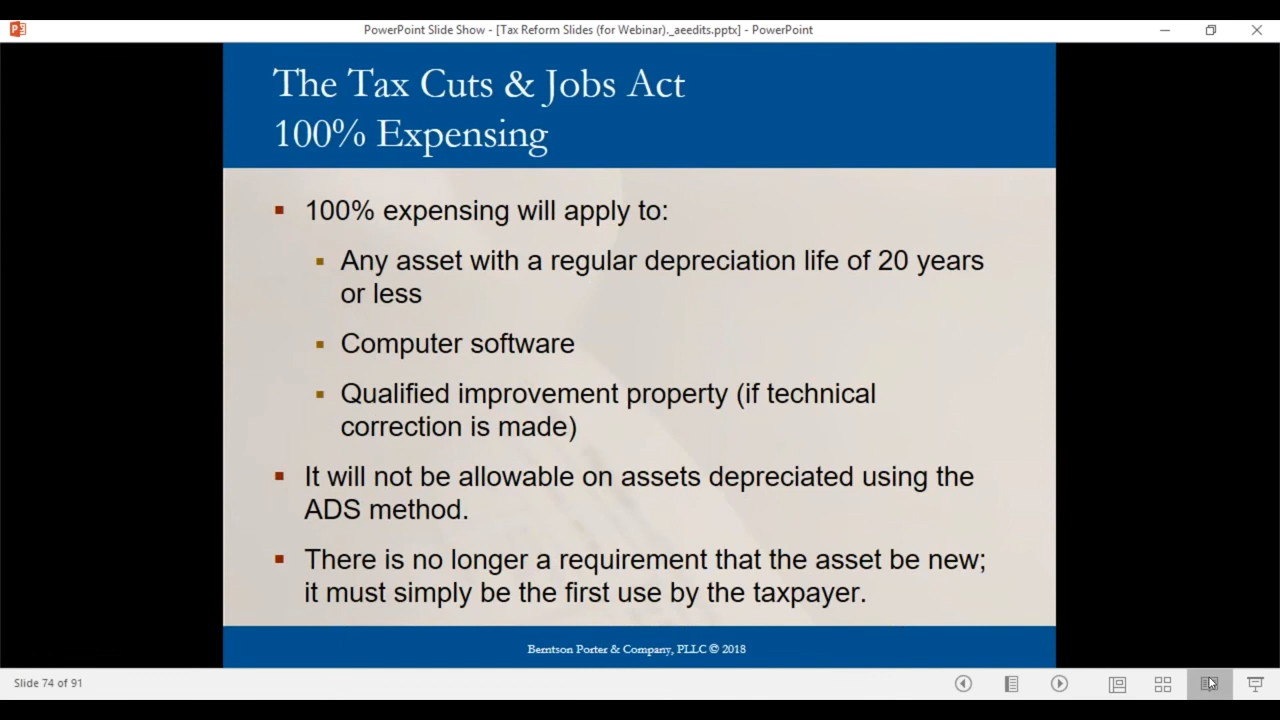 PowerPoint Slide Show - [Tax Reform Slides (for Webinar)._aeedits.pptx] - PowerPoint
The Tax Cuts & Jobs Act
100% Expensing
100% expensing will apply to:
Any asset with a regular depreciation life of 20 years
or less
Computer software
Qualified improvement property (if technical
correction is made)
It will not be allowable on assets depreciated using the
ADS method.
There is no longer a requirement that the asset be new;
it must simply be the first use by the taxpayer.
Berntson Porter & Company, PLLC © 2018
Slide 74 of 91